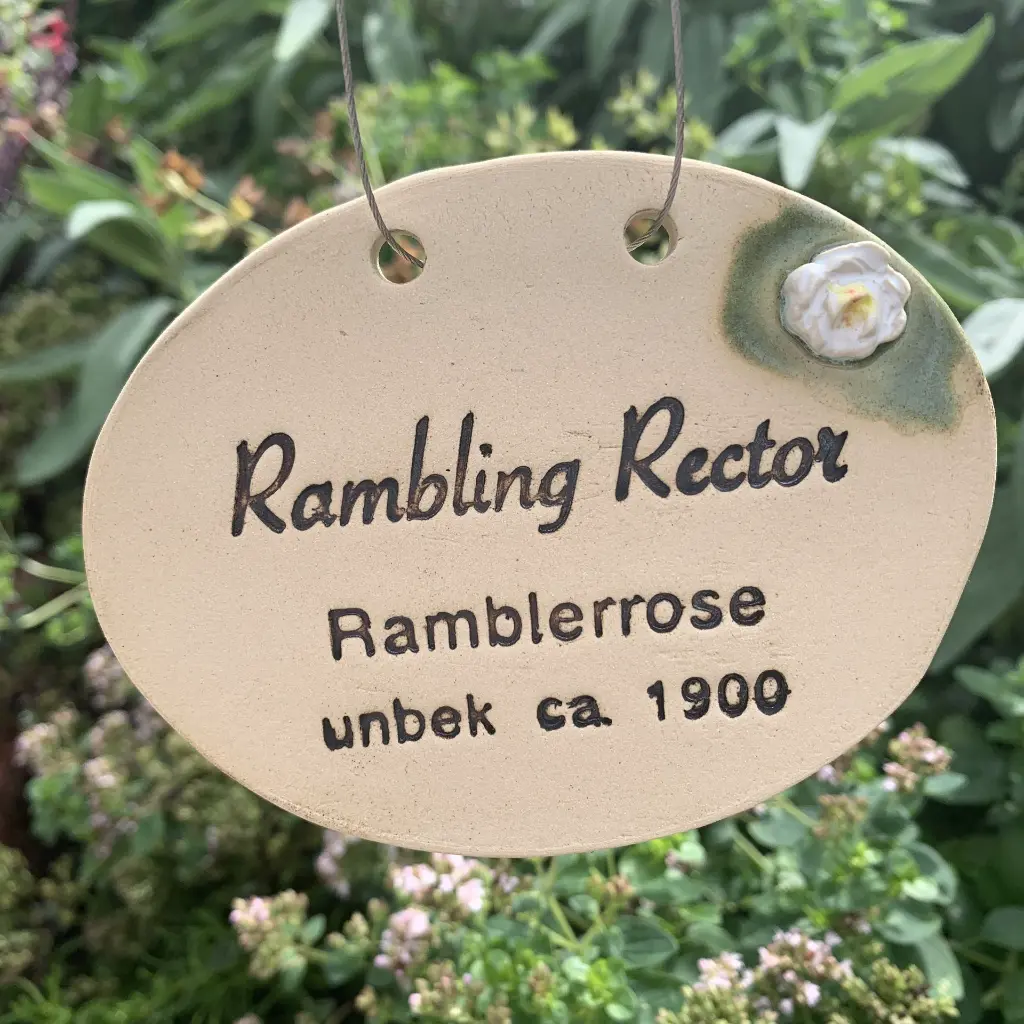 Rambling Rector
Ramblerrose
unbek ca. 1900